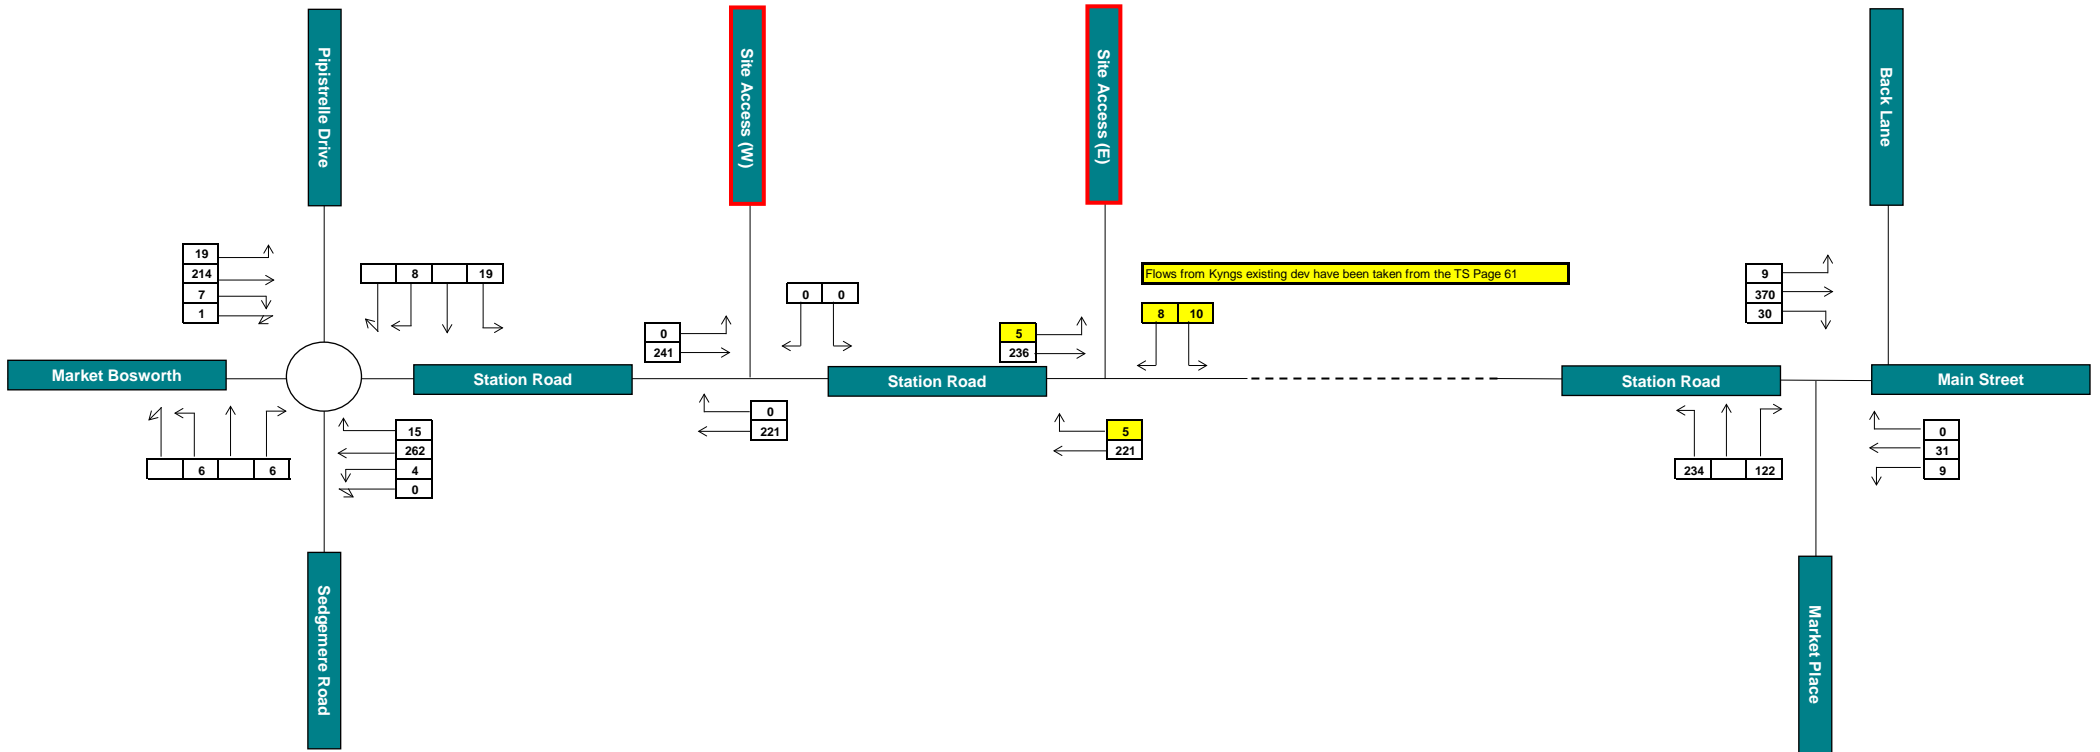 Pipistrelle Drive
Site Access (W)
Site Access (E)
Back Lane
19
214
7
1
8 19
0 0
Flows from Kyngs existing dev have been taken from the TS Page 61
8 10
9
370
30
0
241
5
236
Market Bosworth
Station Road
Station Road
Station Road
Main Street
6 6
15
262
4
0
0
221
5
221
234 122
0
31
9
Sedgemere Road
Market Place